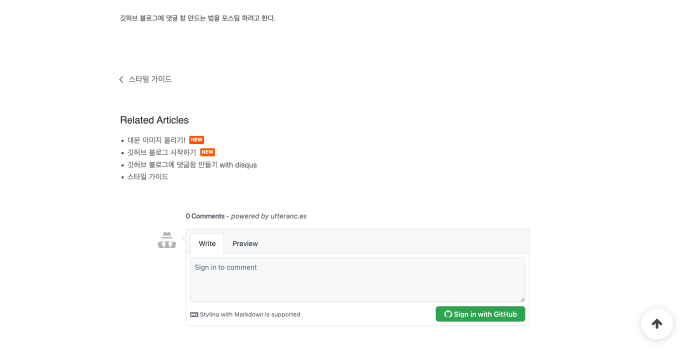 깃허브 블로그에 댓글 창 만드는 법을 포스팅 하려고 한다.
스타일 가이드
Related Articles
대문 이미지 올리기! NEW
깃허브 블로그 시작하기 NEW
깃허브 블로그에 댓글창 만들기 with disqus
스타일 가이드
0 Comments - powered by utteranc.es
Write Preview
Sign in to comment
Styling with Markdown is supported Sign in with GitHub